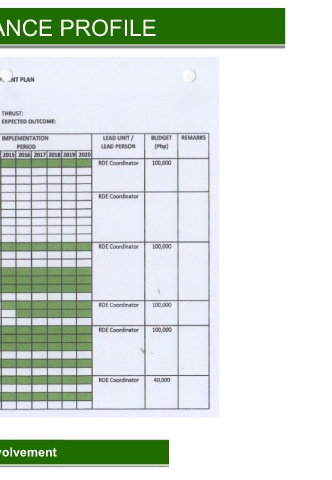 ANCE PROFILE
PLAN
THRUST:
EXPECTED OUTCOME:
IMPLEMENTATION PERIOD LEAD UNIT / LEAD PERSON BUDGET (Php) REMARKS
2015 2016 2017 2018 2019 2020
RDE Coordinator 100,000
RDE Coordinator
RDE Coordinator 100,000
RDE Coordinator 100,000
RDE Coordinator 100,000
RDE Coordinator 40,000
volvement